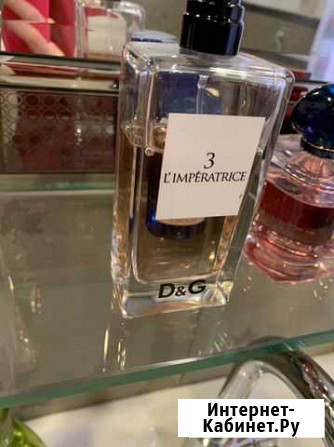 3
L'IMPÉRATRICE
D&G
Интернет-
Кабинет.Ру